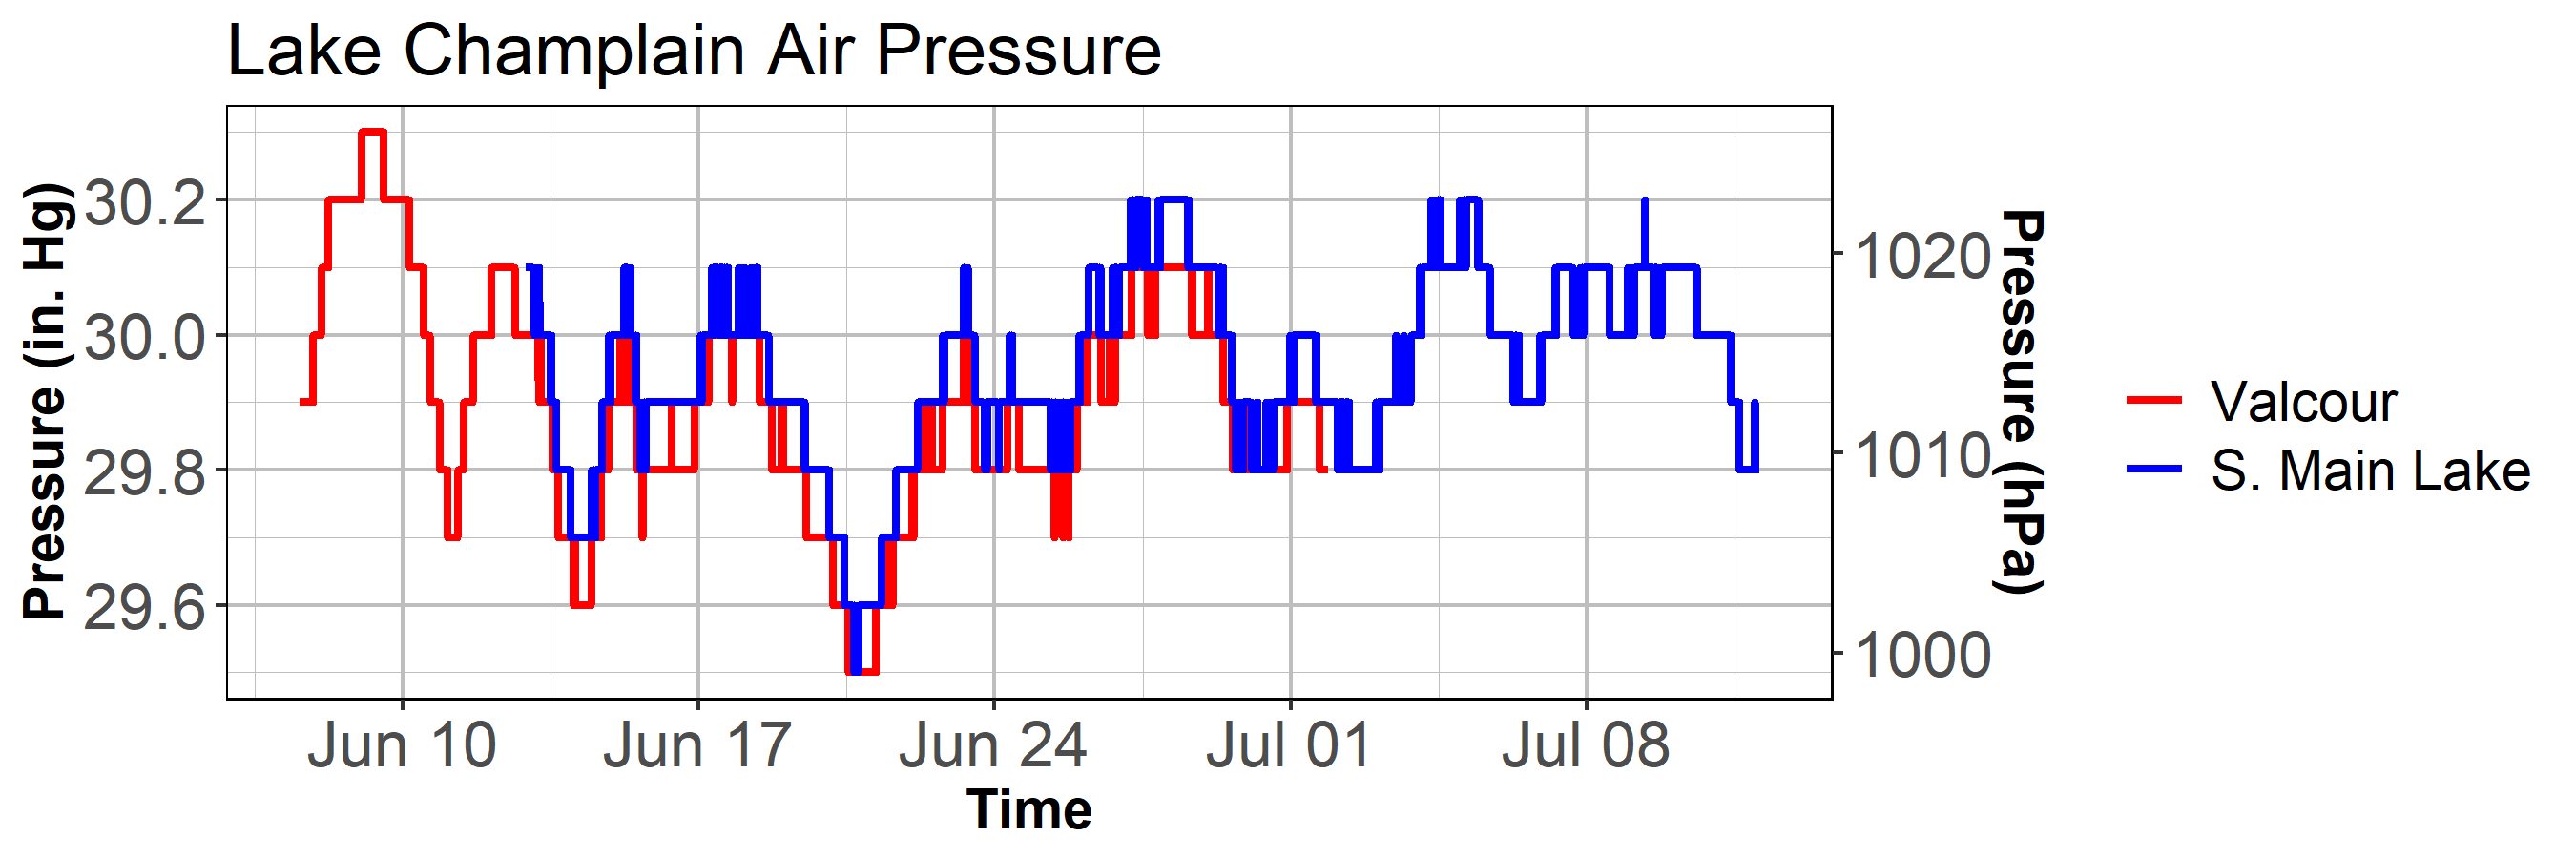 Lake Champlain Air Pressure
Pressure (in. Hg)
30.2
30.0
29.8
29.6
1020
1010
1000
Pressure (hPa)
Valcour
S. Main Lake
Jun 10
Jun 17
Jun 24
Jul 01
Jul 08
Time